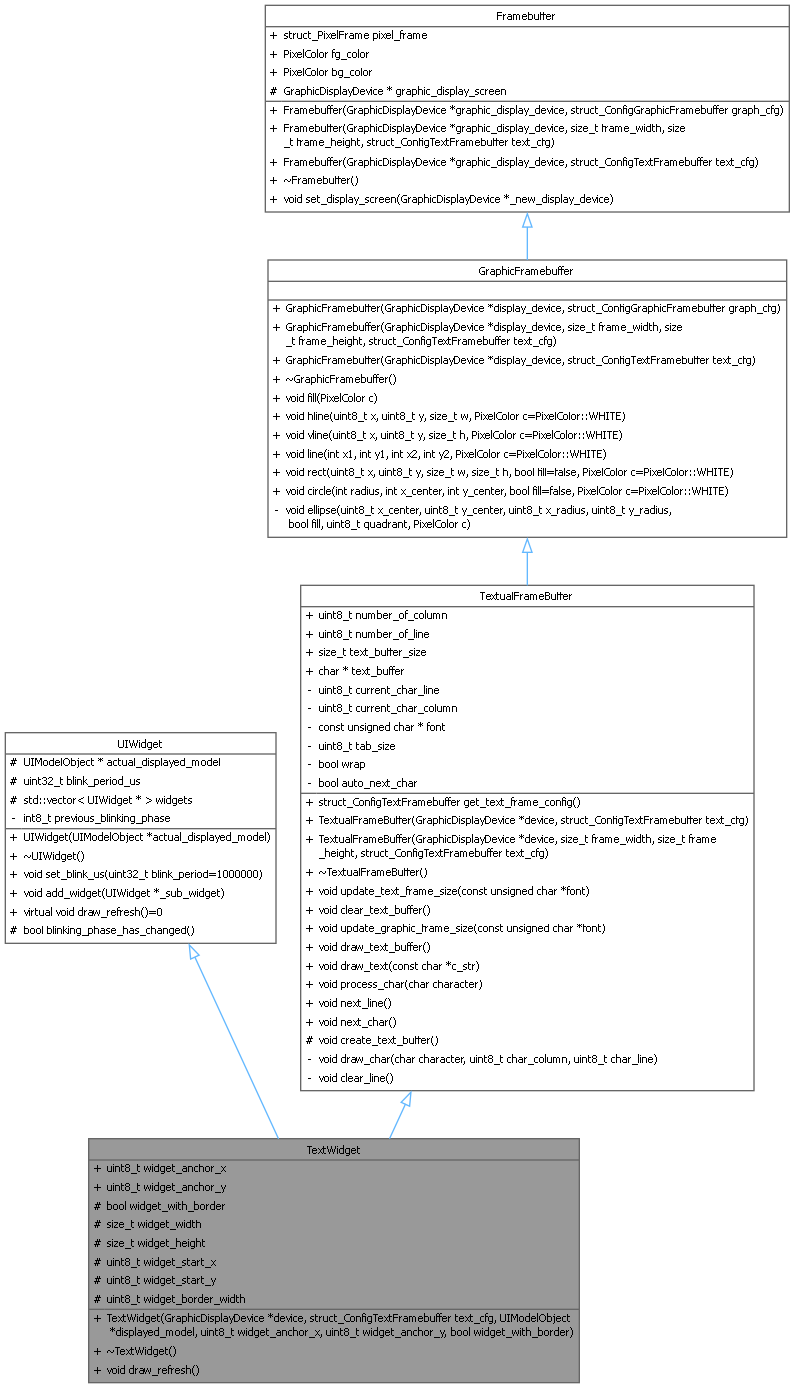 Framebuffer
+ struct_PixelFrame pixel_frame
+ PixelColor fg_color
+ PixelColor bg_color
# GraphicDisplayDevice * graphic_display_screen
+ Framebuffer(GraphicDisplayDevice *graphic_display_device, struct_ConfigGraphicFramebuffer graph_cfg)
+ Framebuffer(GraphicDisplayDevice *graphic_display_device, size_t frame_width, size
_t frame_height, struct_ConfigTextFramebuffer text_cfg)
+ Framebuffer(GraphicDisplayDevice *graphic_display_device, struct_ConfigTextFramebuffer text_cfg)
+ ~Framebuffer()
+ void set_display_screen(GraphicDisplayDevice *_new_display_device)
GraphicFramebuffer
+ GraphicFramebuffer(GraphicDisplayDevice *display_device, struct_ConfigGraphicFramebuffer graph_cfg)
+ GraphicFramebuffer(GraphicDisplayDevice *display_device, size_t frame_width, size
_t frame_height, struct_ConfigTextFramebuffer text_cfg)
+ GraphicFramebuffer(GraphicDisplayDevice *display_device, struct_ConfigTextFramebuffer text_cfg)
+ ~GraphicFramebuffer()
+ void fill(PixelColor c)
+ void hline(uint8_t x, uint8_t y, size_t w, PixelColor c=PixelColor::WHITE)
+ void vline(uint8_t x, uint8_t y, size_t h, PixelColor c=PixelColor::WHITE)
+ void line(int x1, int y1, int x2, int y2, PixelColor c=PixelColor::WHITE)
+ void rect(uint8_t x, uint8_t y, size_t w, size_t h, bool fill=false, PixelColor c=PixelColor::WHITE)
+ void circle(int radius, int x_center, int y_center, bool fill=false, PixelColor c=PixelColor::WHITE)
- void ellipse(uint8_t x_center, uint8_t y_center, uint8_t x_radius, uint8_t y_radius,
bool fill, uint8_t quadrant, PixelColor c)
TextualFrameBuffer
+ uint8_t number_of_column
+ uint8_t number_of_line
+ size_t text_buffer_size
+ char * text_buffer
- uint8_t current_char_line
- uint8_t current_char_column
- const unsigned char * font
- uint8_t tab_size
- bool wrap
- bool auto_next_char
+ struct_ConfigTextFramebuffer get_text_frame_config()
+ TextualFrameBuffer(GraphicDisplayDevice *device, struct_ConfigTextFramebuffer text_cfg)
+ TextualFrameBuffer(GraphicDisplayDevice *device, size_t frame_width, size_t frame
_height, struct_ConfigTextFramebuffer text_cfg)
+ ~TextualFrameBuffer()
+ void update_text_frame_size(const unsigned char *font)
+ void clear_text_buffer()
+ void update_graphic_frame_size(const unsigned char *font)
+ void draw_text_buffer()
+ void draw_text(const char *c_str)
+ void process_char(char character)
+ void next_line()
+ void next_char()
# void create_text_buffer()
- void draw_char(char character, uint8_t char_column, uint8_t char_line)
- void clear_line()
UIWidget
# UIModelObject * actual_displayed_model
# uint32_t blink_period_us
# std::vector< UIWidget * > widgets
- int8_t previous_blinking_phase
+ UIWidget(UIModelObject *actual_displayed_model)
+ ~UIWidget()
+ void set_blink_us(uint32_t blink_period=1000000)
+ void add_widget(UIWidget *_sub_widget)
+ virtual void draw_refresh()=0
# bool blinking_phase_has_changed()
TextWidget
+ uint8_t widget_anchor_x
+ uint8_t widget_anchor_y
# bool widget_with_border
# size_t widget_width
# size_t widget_height
# uint8_t widget_start_x
# uint8_t widget_start_y
# uint8_t widget_border_width
+ TextWidget(GraphicDisplayDevice *device, struct_ConfigTextFramebuffer text_cfg, UIModelObject
*displayed_model, uint8_t widget_anchor_x, uint8_t widget_anchor_y, bool widget_with_border)
+ ~TextWidget()
+ void draw_refresh()